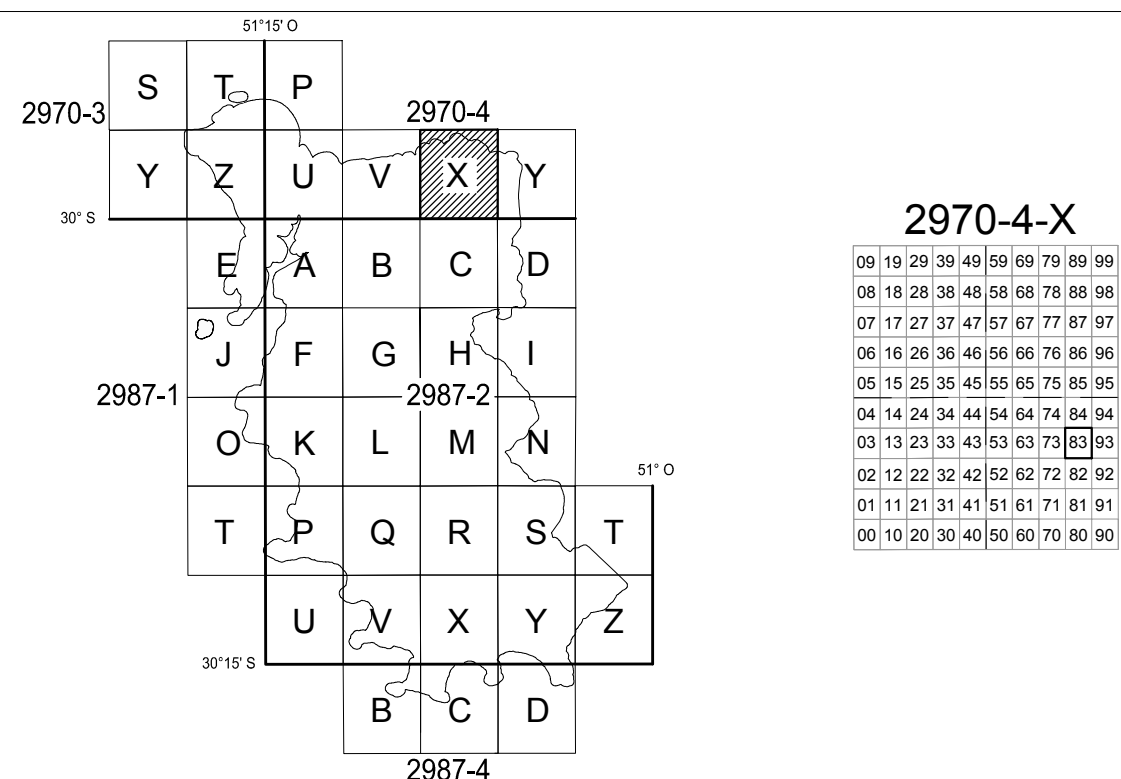 51°15' O
S T P
2970-3
2970-4
Y Z U V X Y
30° S
E A B C D
J F G H I
2987-1
2987-2
O K L M N
51° O
T P Q R S T
U V X Y Z
30°15' S
B C D
2987-4
2970-4-X
09 19 29 39 49 59 69 79 89 99
08 18 28 38 48 58 68 78 88 98
07 17 27 37 47 57 67 77 87 97
06 16 26 36 46 56 66 76 86 96
05 15 25 35 45 55 65 75 85 95
04 14 24 34 44 54 64 74 84 94
03 13 23 33 43 53 63 73 83 93
02 12 22 32 42 52 62 72 82 92
01 11 21 31 41 51 61 71 81 91
00 10 20 30 40 50 60 70 80 90